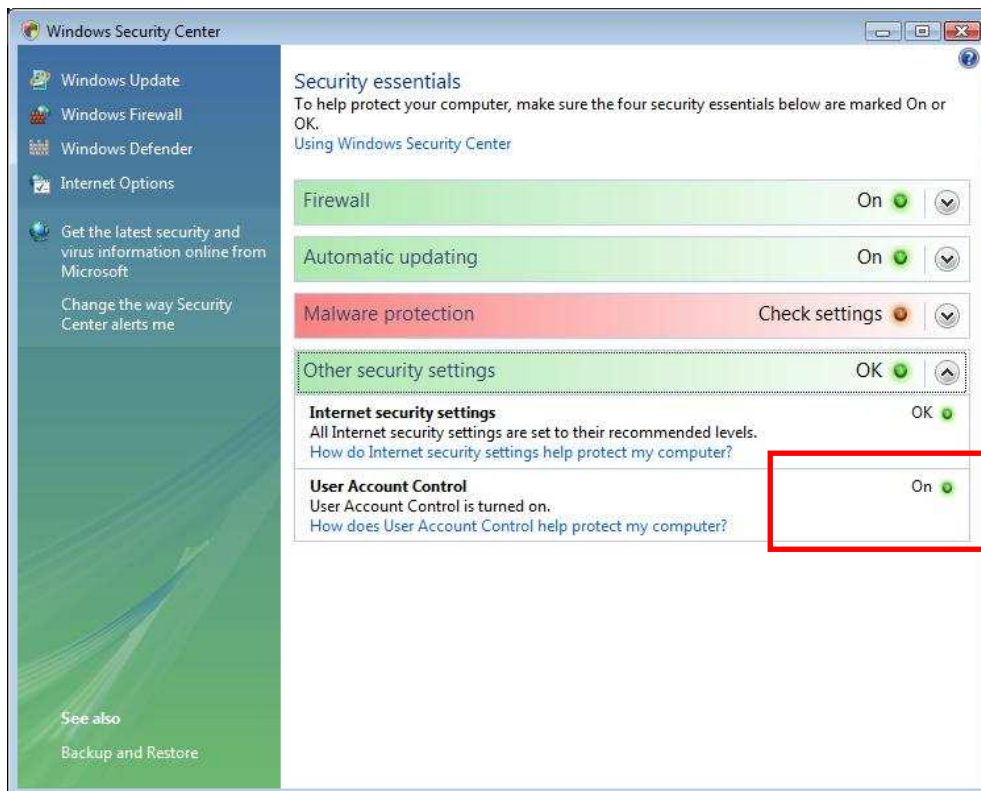 Windows Security Center
Windows Update
Windows Firewall
Windows Defender
Internet Options
Get the latest security and
virus information online from
Microsoft
Change the way Security
Center alerts me
See also
Backup and Restore
Security essentials
To help protect your computer, make sure the four security essentials below are marked On or
OK.
Using Windows Security Center
Firewall On
Automatic updating On
Malware protection Check settings
Other security settings OK
Internet security settings OK
All Internet security settings are set to their recommended levels.
How do Internet security settings help protect my computer?
User Account Control On
User Account Control is turned on.
How does User Account Control help protect my computer?